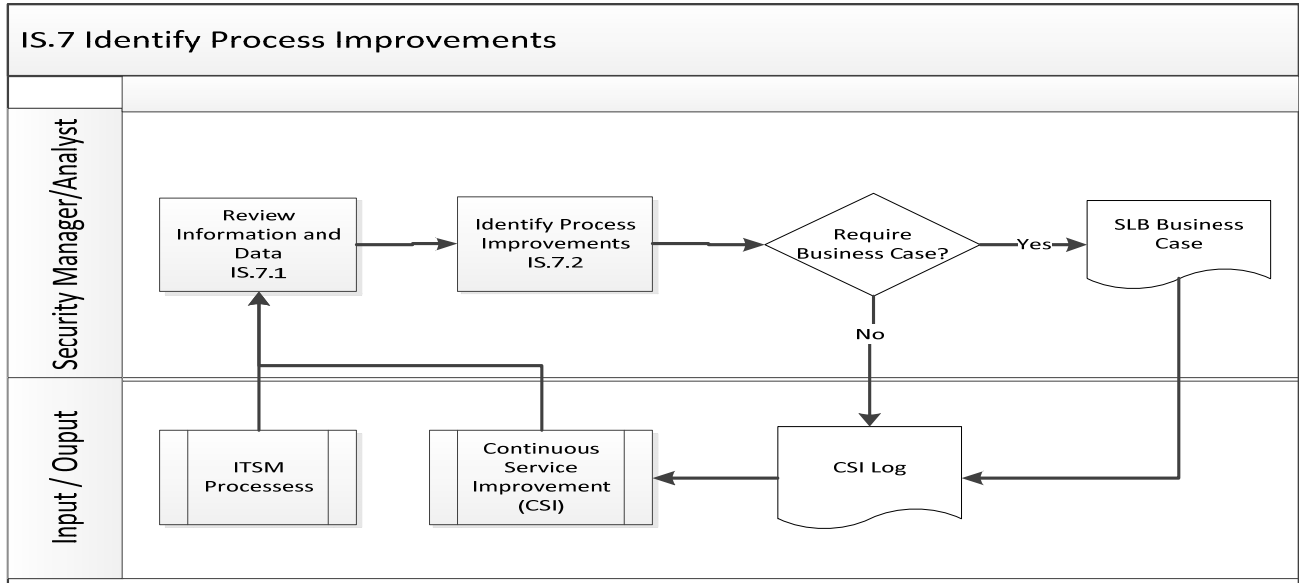 IS.7 Identify Process Improvements
Security Manager/Analyst
Review
Information and
Data
IS.7.1
Identify Process
Improvements
IS.7.2
Require
Business Case?
Yes
SLB Business
Case
No
Input / Ouput
ITSM
Processess
Continuous
Service
Improvement
(CSI)
CSI Log